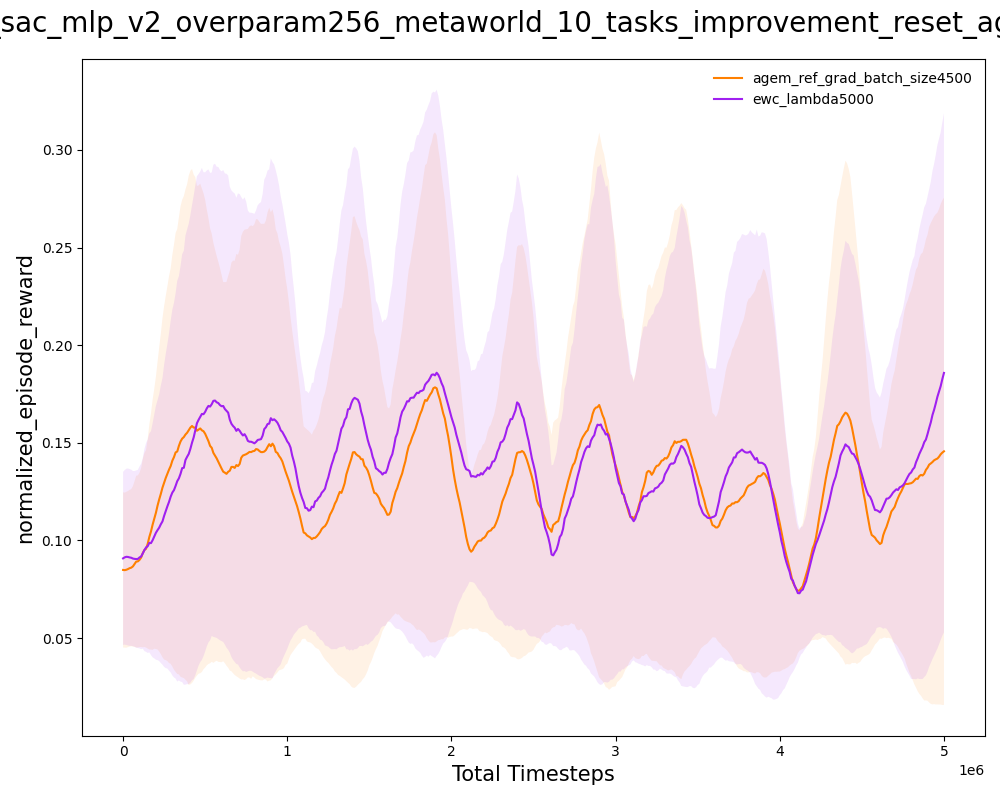 _sac_mlp_v2_overparam256_metaworld_10_tasks_improvement_reset_ag
agem_ref_grad_batch_size4500
ewc_lambda5000
normalized_episode_reward
0.30
0.25
0.20
0.15
0.10
0.05
0 1 2 3 4 5
1e6
Total Timesteps